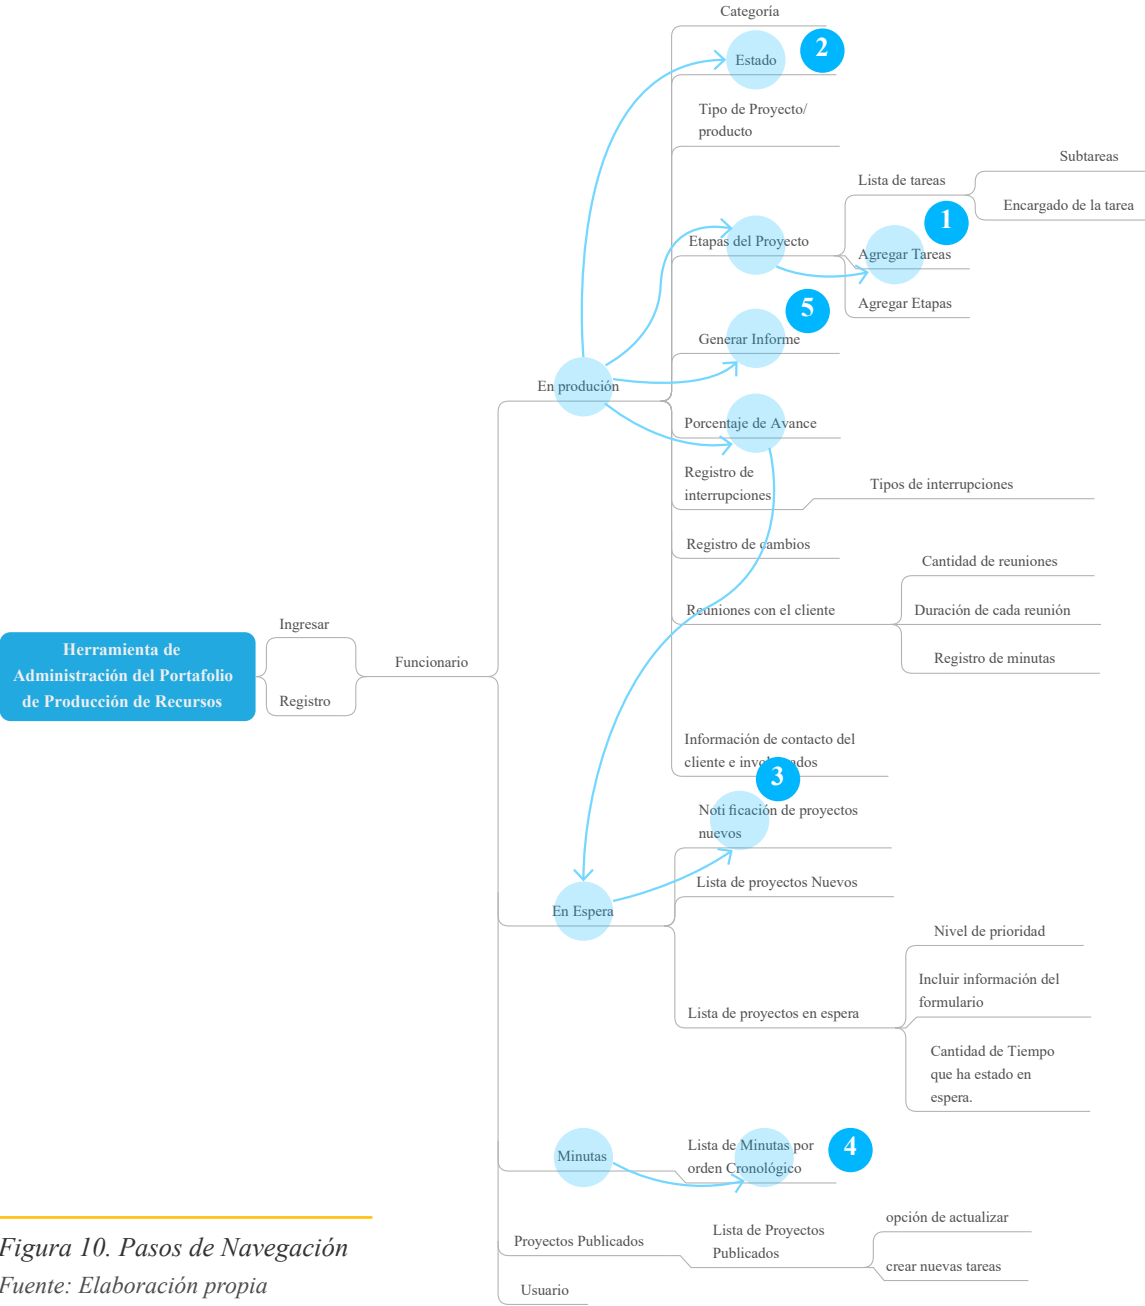 Categoría
2
Estado
Tipo de Proyecto/
producto
Subtareas
Lista de tareas
Encargado de la tarea
1
Etapas del Proyecto
Agregar Tareas
Agregar Etapas
5
Generar Informe
En produción
Porcentaje de Avance
Registro de
interrupciones
Tipos de interrupciones
Registro de cambios
Cantidad de reuniones
Reuniones con el cliente
Duración de cada reunión
Registro de minutas
Ingresar
Herramienta de
Administración del Portafolio
de Producción de Recursos
Funcionario
Registro
Información de contacto del
cliente e involucrados
3
Noti ficación de proyectos
nuevos
Lista de proyectos Nuevos
En Espera
Nivel de prioridad
Incluir información del
formulario
Lista de proyectos en espera
Cantidad de Tiempo
que ha estado en
espera.
4
Minutas
Lista de Minutas por
orden Cronológico
opción de actualizar
Proyectos Publicados
Lista de Proyectos
Publicados
crear nuevas tareas
Usuario
Figura 10. Pasos de Navegación
Fuente: Elaboración propia